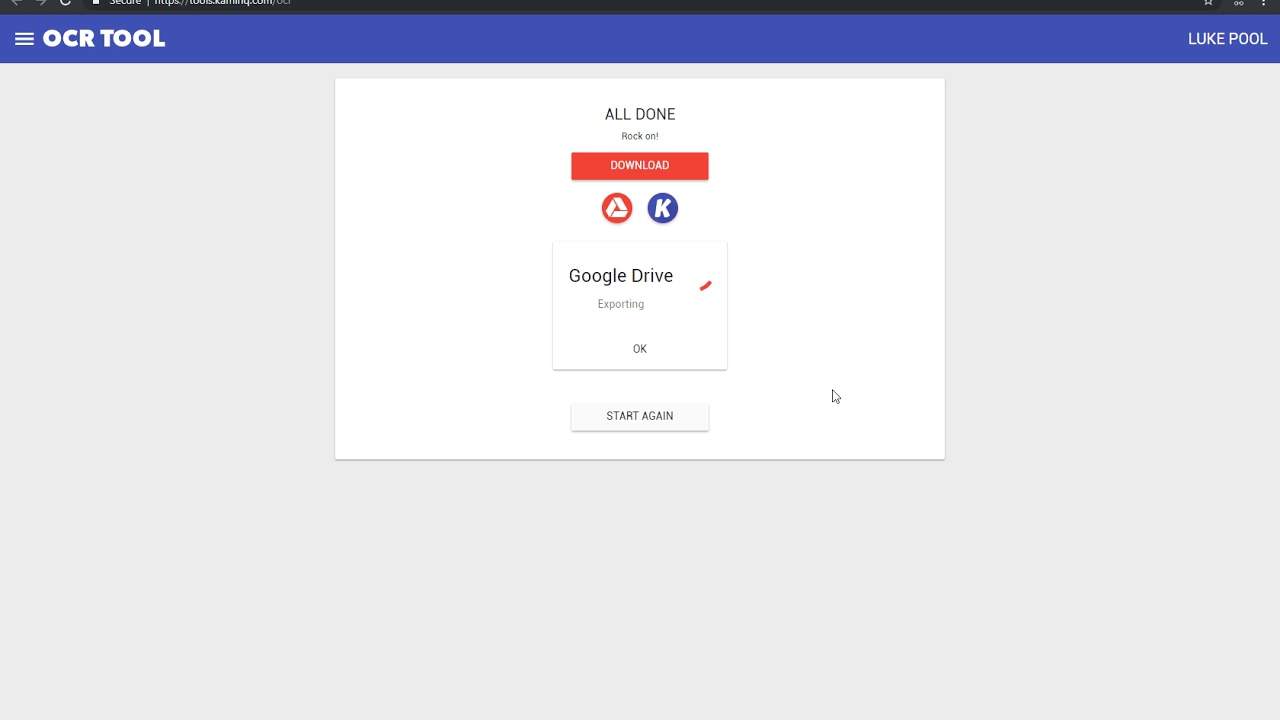 Secure | https://tools.kamihq.com/ocr
OCR TOOL
LUKE POOL
ALL DONE
Rock on!
DOWNLOAD
K
Google Drive
Exporting
OK
START AGAIN